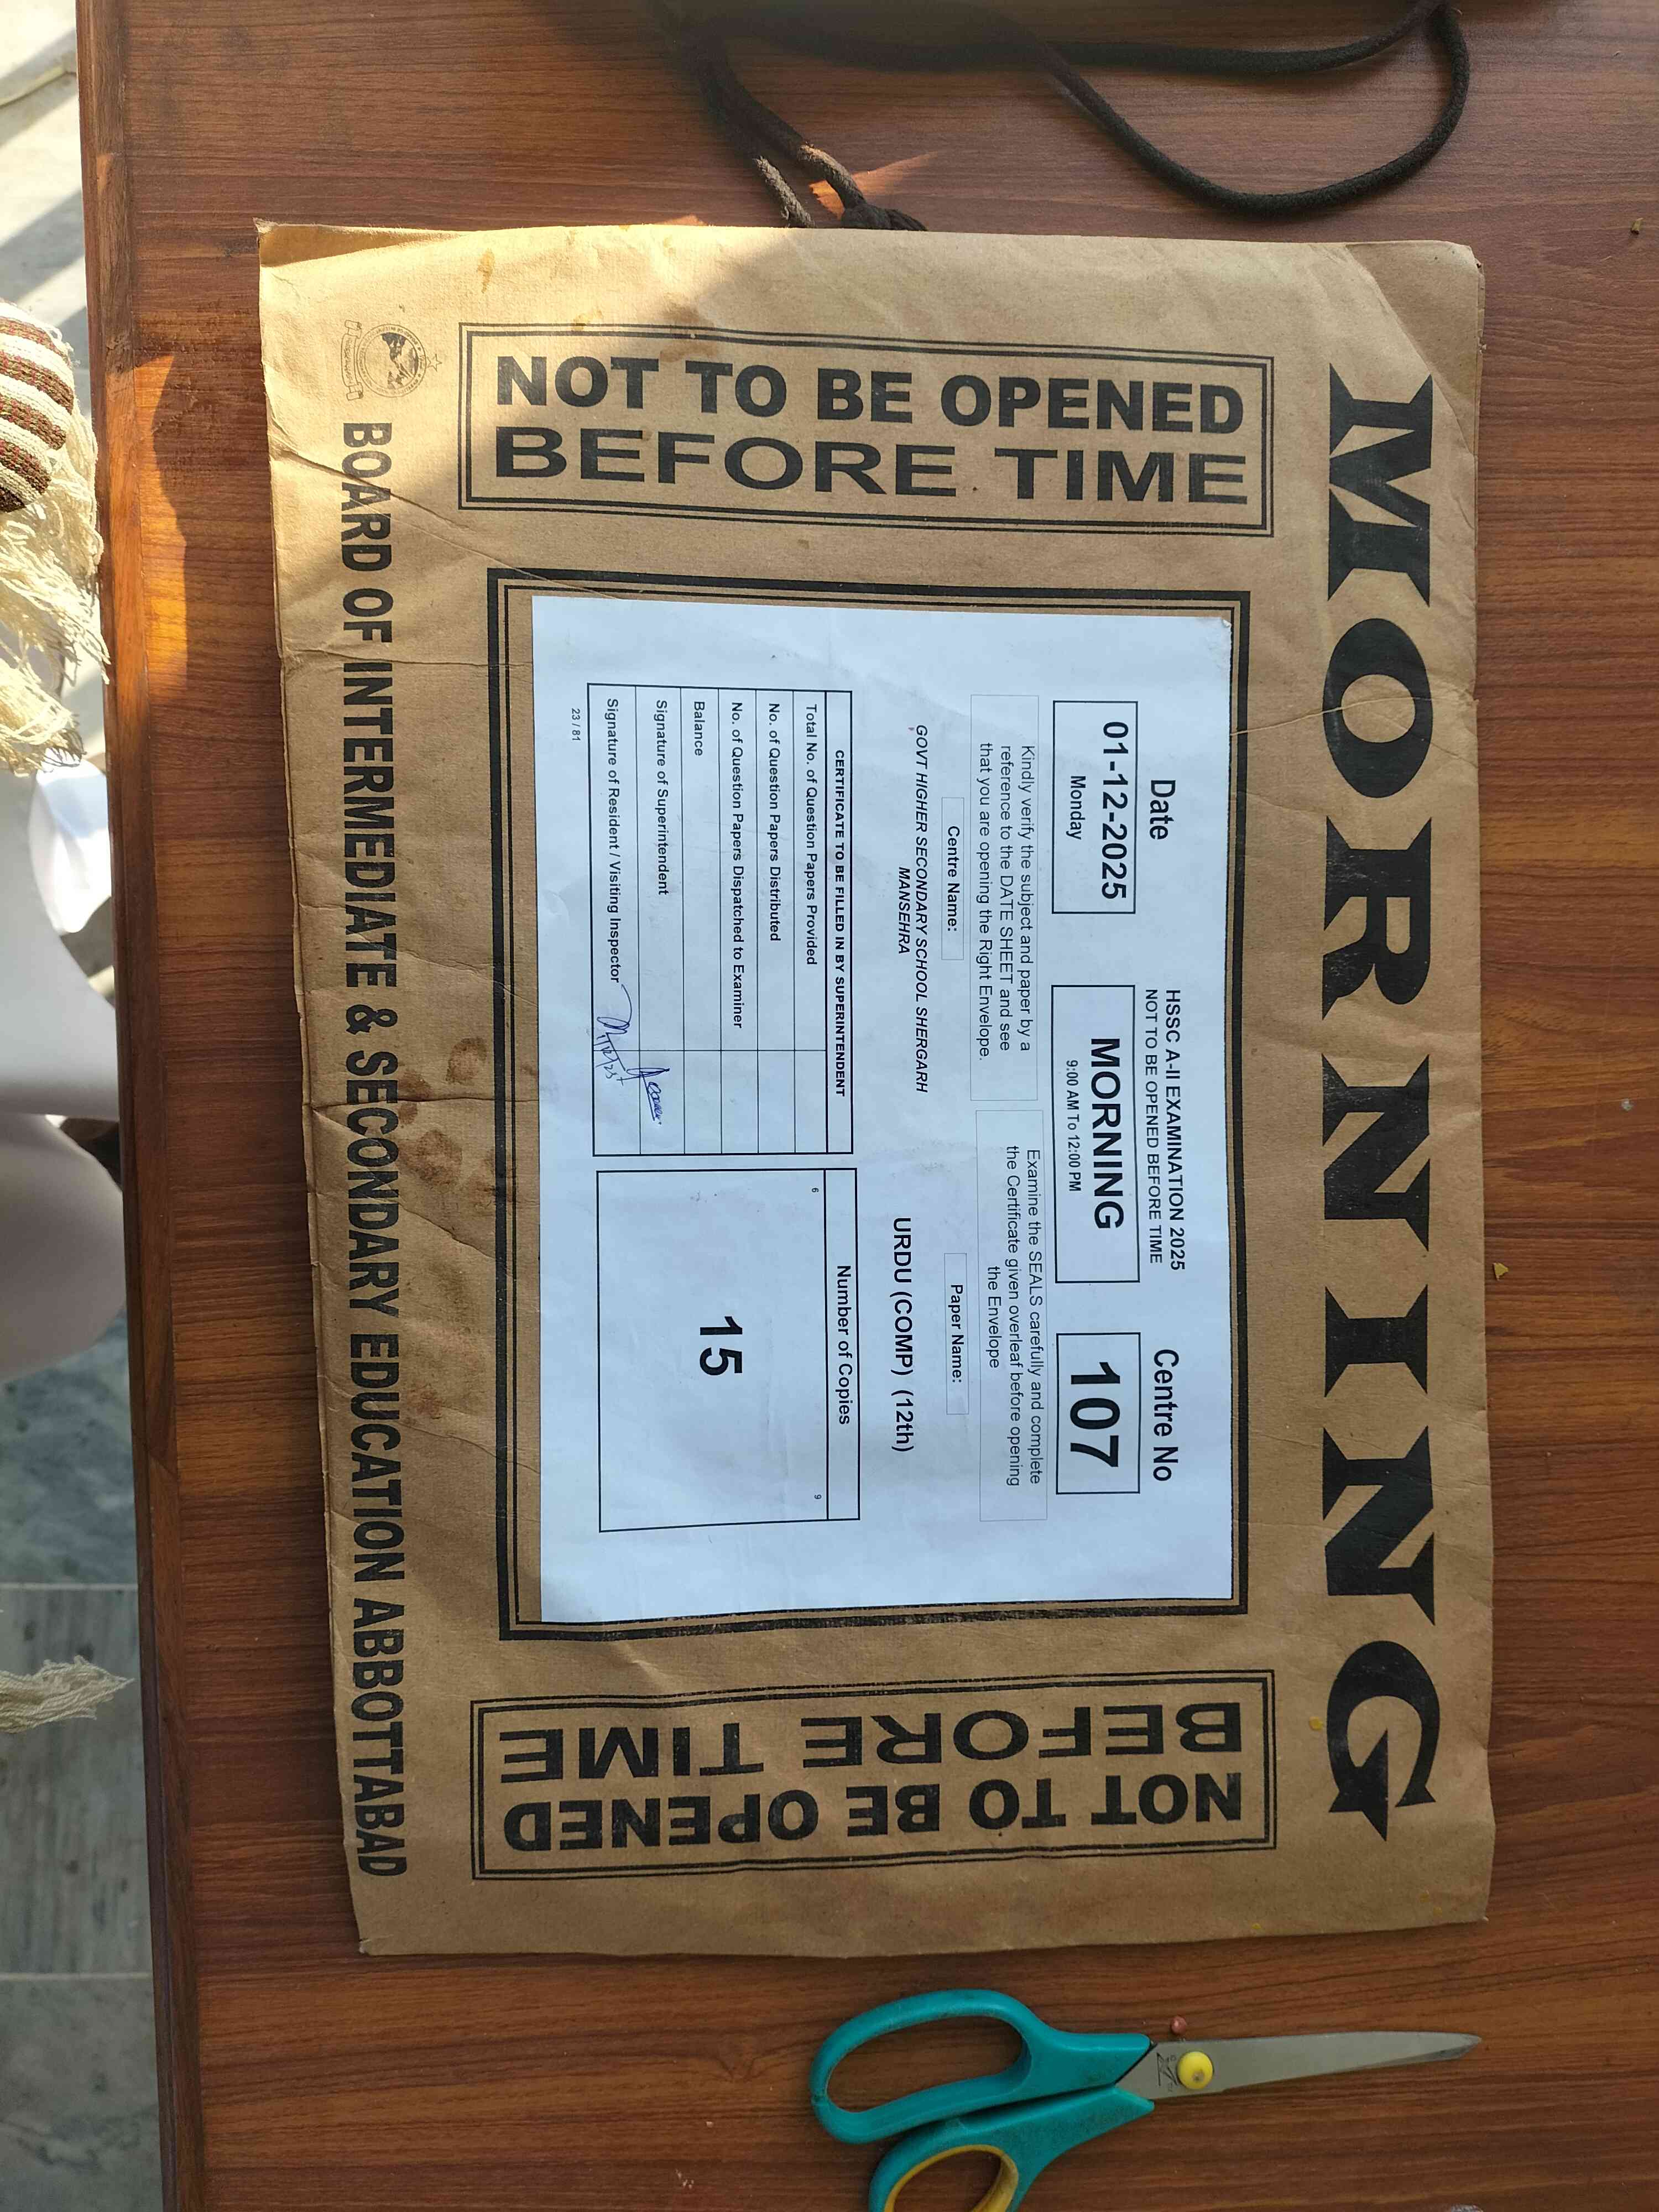 MORNING
NOT TO BE OPENED
BEFORE TIME
Date
01-12-2025
Monday
HSSC A-II EXAMINATION 2025
NOT TO BE OPENED BEFORE TIME
MORNING
9:00 AM To 12:00 PM
Centre No
107
Kindly verify the subject and paper by a
reference to the DATE SHEET and see
that you are opening the Right Envelope.
Examine the SEALS carefully and complete
the Certificate given overleaf before opening
the Envelope
Centre Name:
GOVT HIGHER SECONDARY SCHOOL SHERGARH
MANSEHRA
Paper Name:
URDU (COMP) (12th)
CERTIFICATE TO BE FILLED IN BY SUPERINTENDENT
Total No. of Question Papers Provided
No. of Question Papers Distributed
No. of Question Papers Dispatched to Examiner
Balance
Signature of Superintendent
Signature of Resident / Visiting Inspector
Number of Copies
6
9
15
23 / 81
NOT TO BE OPENED
BEFORE TIME
BOARD OF INTERMEDIATE & SECONDARY EDUCATION ABBOTTABAD